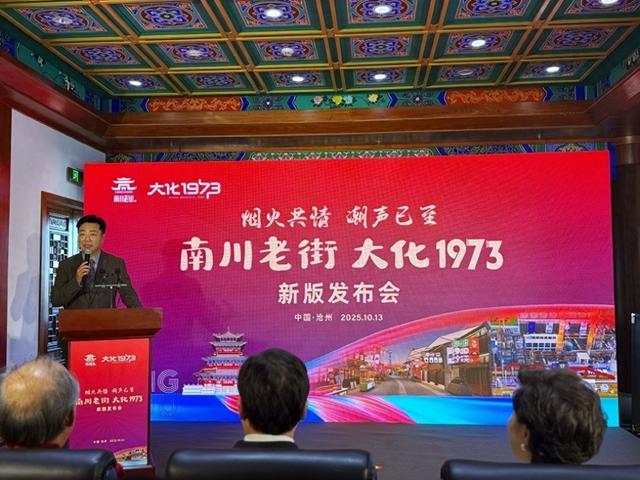 南川老街 大化1973
烟火共情 潮声已至
南川老街 大化1973
新版发布会
中国·沧州 2025.10.13
大化1973
烟火共情 潮声已至
南川老街 大化1973
新版发布会